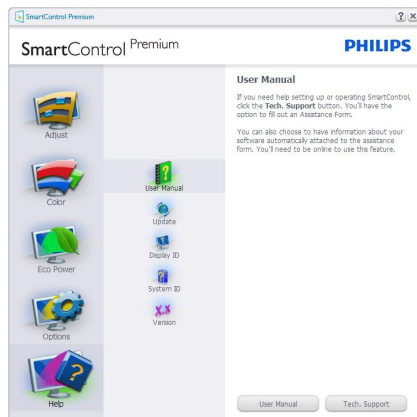 SmartControl Premium
SmartControl Premium
PHILIPS
Adjust
Color
Eco Power
Options
Help
User Manual
Update
Display ID
System ID
X.X
Version
User Manual
If you need help setting up or operating SmartControl,
click the Tech. Support button. You'll have the
option to fill out an Assistance Form.
You can also choose to have information about your
software automatically attached to the assistance
form. You'll need to be online to use this feature.
User Manual
Tech. Support